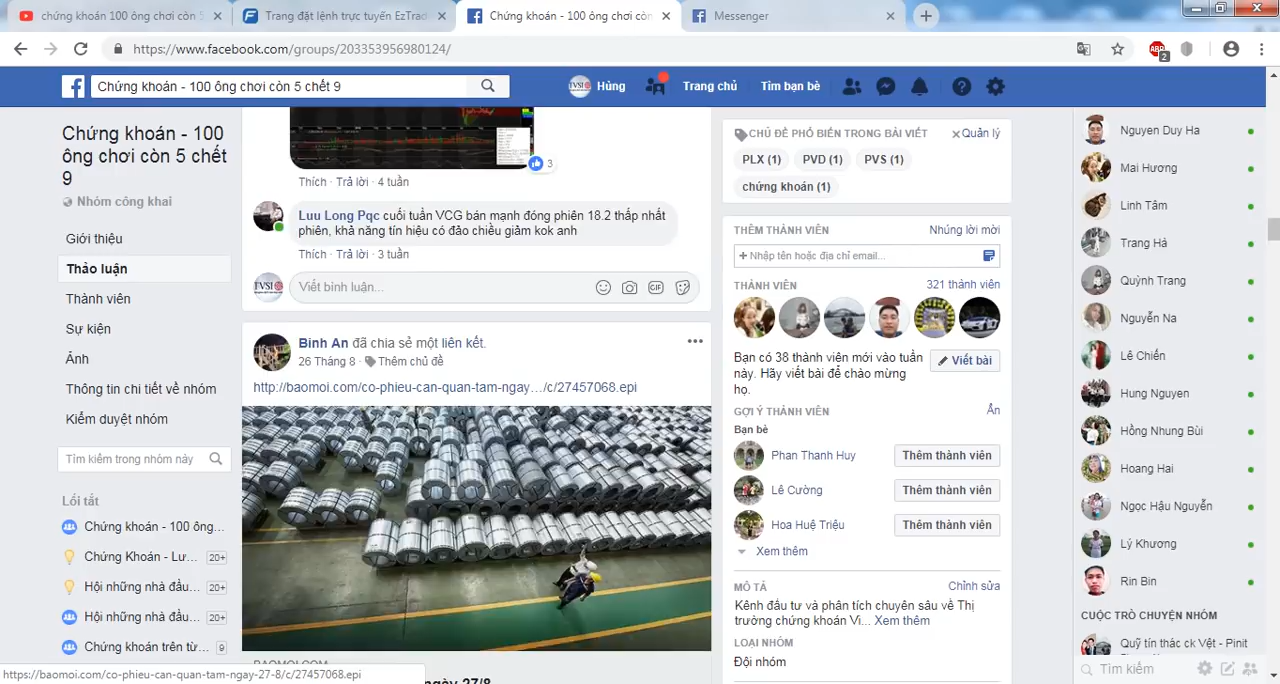 chứng khoán 100 ông chơi còn 5
Trang đặt lệnh trực tuyến EzTrad
Chứng khoán - 100 ông chơi còn
Messenger
https://www.facebook.com/groups/203353956980124/
ABP
2
Chứng khoán - 100 ông chơi còn 5 chết 9
TVSI
Hùng
Trang chủ
Tìm bạn bè
Chứng khoán - 100
ông chơi còn 5 chết
9
Nhóm công khai
Giới thiệu
Thảo luận
Thành viên
Sự kiện
Ảnh
Thông tin chi tiết về nhóm
Kiểm duyệt nhóm
Tìm kiếm trong nhóm này
Lối tắt
Chứng khoán - 100 ông...
Chứng Khoán - Lư... 20+
Hội những nhà đầu... 20+
Hội những nhà đầu... 20+
Chứng khoán trên từ... 9
https://baomoi.com/co-phieu-can-quan-tam-ngay-27-8/c/27457068.epi
3
Thích · Trả lời · 4 tuần
Luu Long Pqc cuối tuần VCG bán mạnh đóng phiên 18.2 thấp nhất
phiên, khả năng tín hiệu có đảo chiều giảm kok anh
Thích · Trả lời · 3 tuần
TVSI
Viết bình luận...
GIF
Binh An đã chia sẻ một liên kết.
26 Tháng 8 · Thêm chủ đề
http://baomoi.com/co-phieu-can-quan-tam-ngay…/c/27457068.epi
BAOMOI.COM
ngày 27/8
CHỦ ĐỀ PHỔ BIẾN TRONG BÀI VIẾT
Quản lý
PLX (1)
PVD (1)
PVS (1)
chứng khoán (1)
THÊM THÀNH VIÊN
Nhúng lời mời
+ Nhập tên hoặc địa chỉ email...
THÀNH VIÊN
321 thành viên
Bạn có 38 thành viên mới vào tuần
này. Hãy viết bài để chào mừng
họ.
Viết bài
GỢI Ý THÀNH VIÊN
Ẩn
Bạn bè
Phan Thanh Huy
Thêm thành viên
Lê Cường
Thêm thành viên
Hoa Huệ Triệu
Thêm thành viên
Xem thêm
MÔ TẢ
Chỉnh sửa
Kênh đầu tư và phân tích chuyên sâu về Thị
trường chứng khoán Vi... Xem thêm
LOẠI NHÓM
Đội nhóm
Nguyen Duy Ha
Mai Hương
Linh Tâm
Trang Hà
Quỳnh Trang
Nguyễn Na
Lê Chiến
Hung Nguyen
Hồng Nhung Bùi
Hoang Hai
Ngọc Hậu Nguyễn
Lý Khương
Rin Bin
CUỘC TRÒ CHUYỆN NHÓM
Quỹ tín thác ck Vệt - Pinit
Tìm kiếm